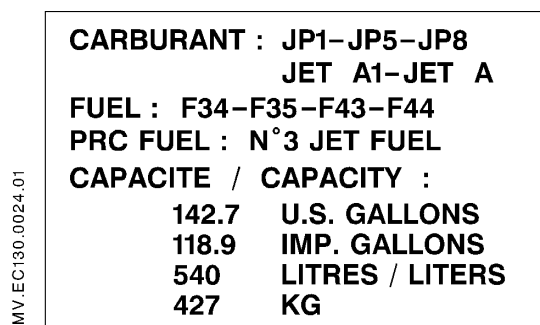 CARBURANT : JP1-JP5-JP8
JET A1-JET A
FUEL : F34-F35-F43-F44
PRC FUEL : N°3 JET FUEL
CAPACITE / CAPACITY :
142.7 U.S. GALLONS
118.9 IMP. GALLONS
540 LITRES / LITERS
427 KG
MV.EC130.0024.01